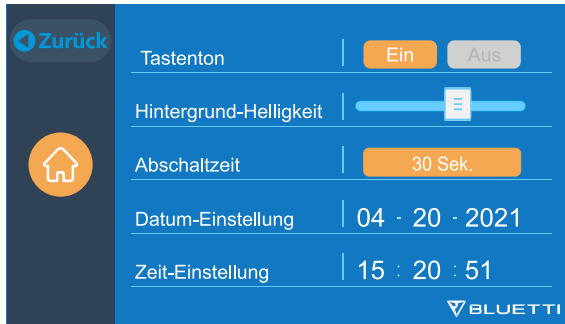 Zurück
Tastenton Ein Aus
Hintergrund-Helligkeit
Abschaltzeit 30 Sek.
Datum-Einstellung 04 - 20 - 2021
Zeit-Einstellung 15 : 20 : 51
BLUETTI